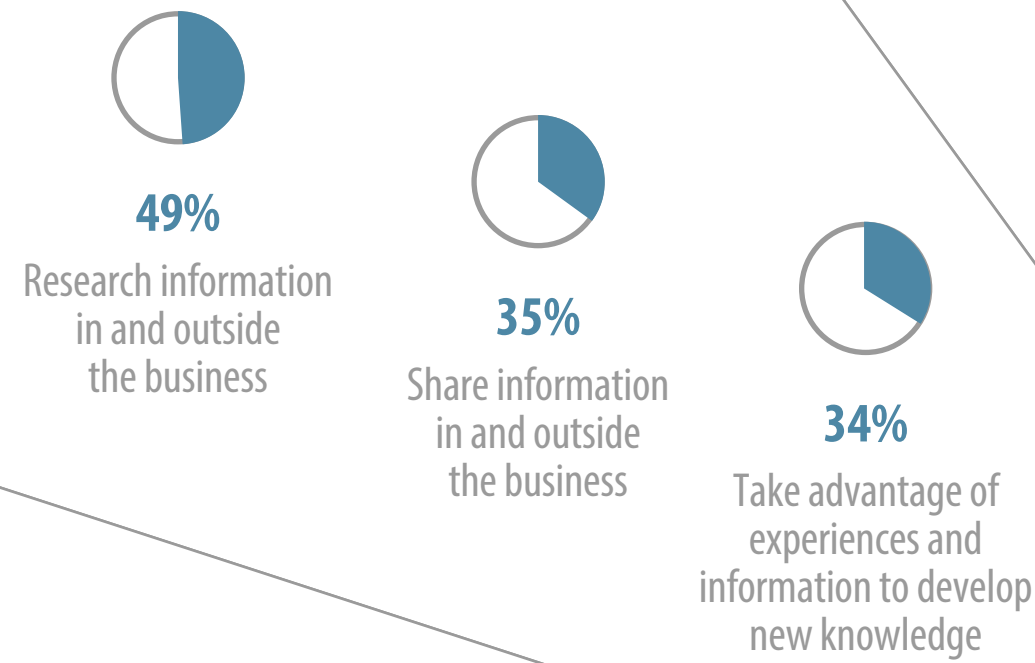 49%
Research information
in and outside
the business
35%
Share information
in and outside
the business
34%
Take advantage of
experiences and
information to develop
new knowledge